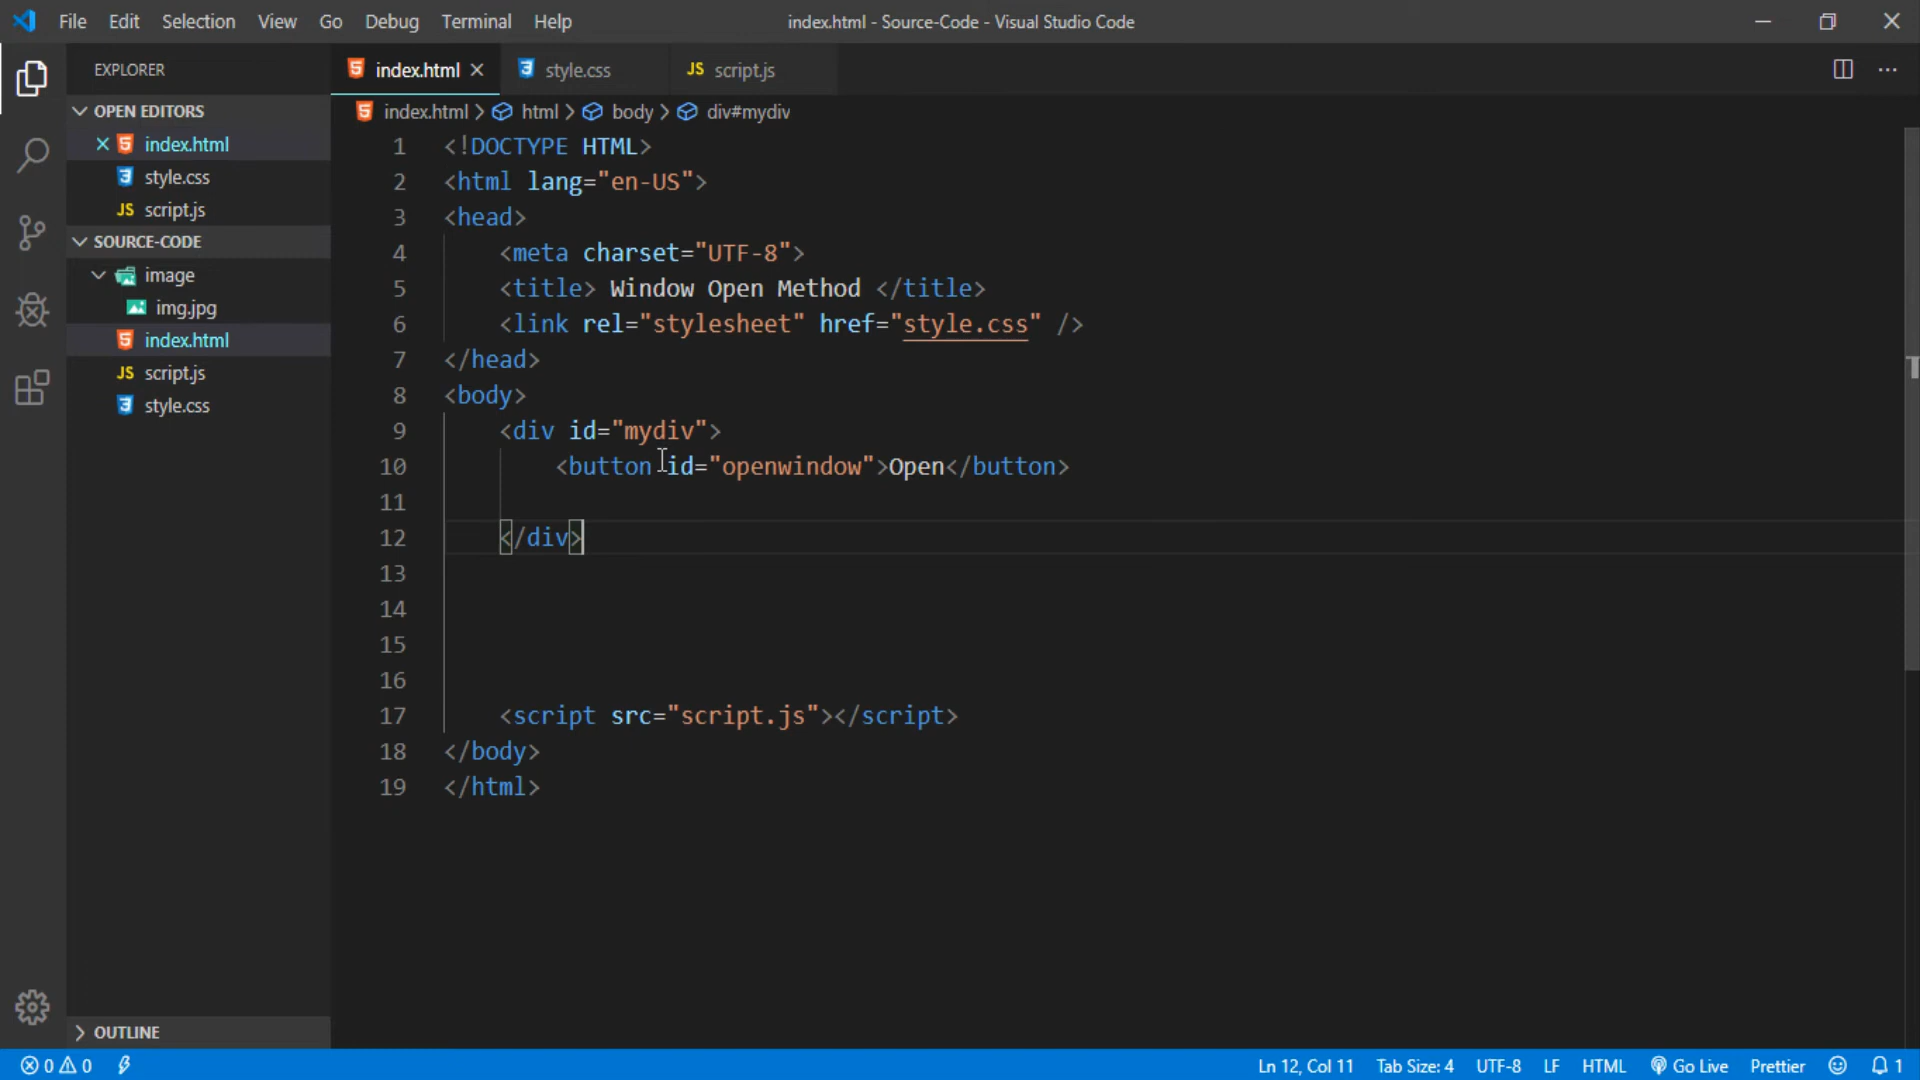 File Edit Selection View Go Debug Terminal Help
index.html - Source-Code - Visual Studio Code
EXPLORER
OPEN EDITORS
index.html
style.css
JS script.js
SOURCE-CODE
image
img.jpg
index.html
JS script.js
style.css
OUTLINE
index.html style.css JS script.js
index.html > html > body > div#mydiv
1 <!DOCTYPE HTML>
2 <html lang="en-US">
3 <head>
4 <meta charset="UTF-8">
5 <title> Window Open Method </title>
6 <link rel="stylesheet" href="style.css" />
7 </head>
8 <body>
9 <div id="mydiv">
10 <button id="openwindow">Open</button>
11
12 </div>
13
14
15
16
17 <script src="script.js"></script>
18 </body>
19 </html>
0 0 Ln 12, Col 11 Tab Size: 4 UTF-8 LF HTML Go Live Prettier 1